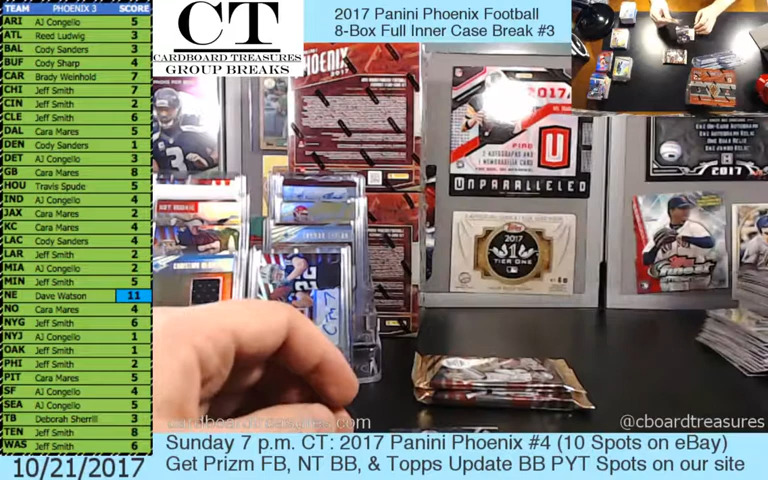 TEAM PHOENIX 3 SCORE
ARI AJ Congello 5
ATL Reed Ludwig 3
BAL Cody Sanders 3
BUF Cody Sharp 4
CAR Brady Weinhold 7
CHI Jeff Smith 7
CIN Jeff Smith 2
CLE Jeff Smith 6
DAL Cara Mares 5
DEN Cody Sanders 1
DET AJ Congello 3
GB Cara Mares 8
HOU Travis Spude 5
IND AJ Congello 4
JAX Cara Mares 2
KC Cara Mares 4
LAC Cody Sanders 4
LAR Jeff Smith 2
MIA AJ Congello 2
MIN Jeff Smith 5
NE Dave Watson 11
NO Cara Mares 4
NYG Jeff Smith 6
NYJ AJ Congello 1
OAK Jeff Smith 1
PHI Jeff Smith 2
PIT Cara Mares 5
SF AJ Congello 4
SEA AJ Congello 5
TB Deborah Sherrill 3
TEN Jeff Smith 8
WAS Jeff Smith 6
10/21/2017
CT
CARDBOARD TREASURES
GROUP BREAKS
2017 Panini Phoenix Football
8-Box Full Inner Case Break #3
PHOENIX
2017
FIND
U
UNPARALLELED
2017
1
TIER ONE
2017
Finest
cardboardtreasures.com
@cboardtreasures
Sunday 7 p.m. CT: 2017 Panini Phoenix #4 (10 Spots on eBay)
Get Prizm FB, NT BB, & Topps Update BB PYT Spots on our site